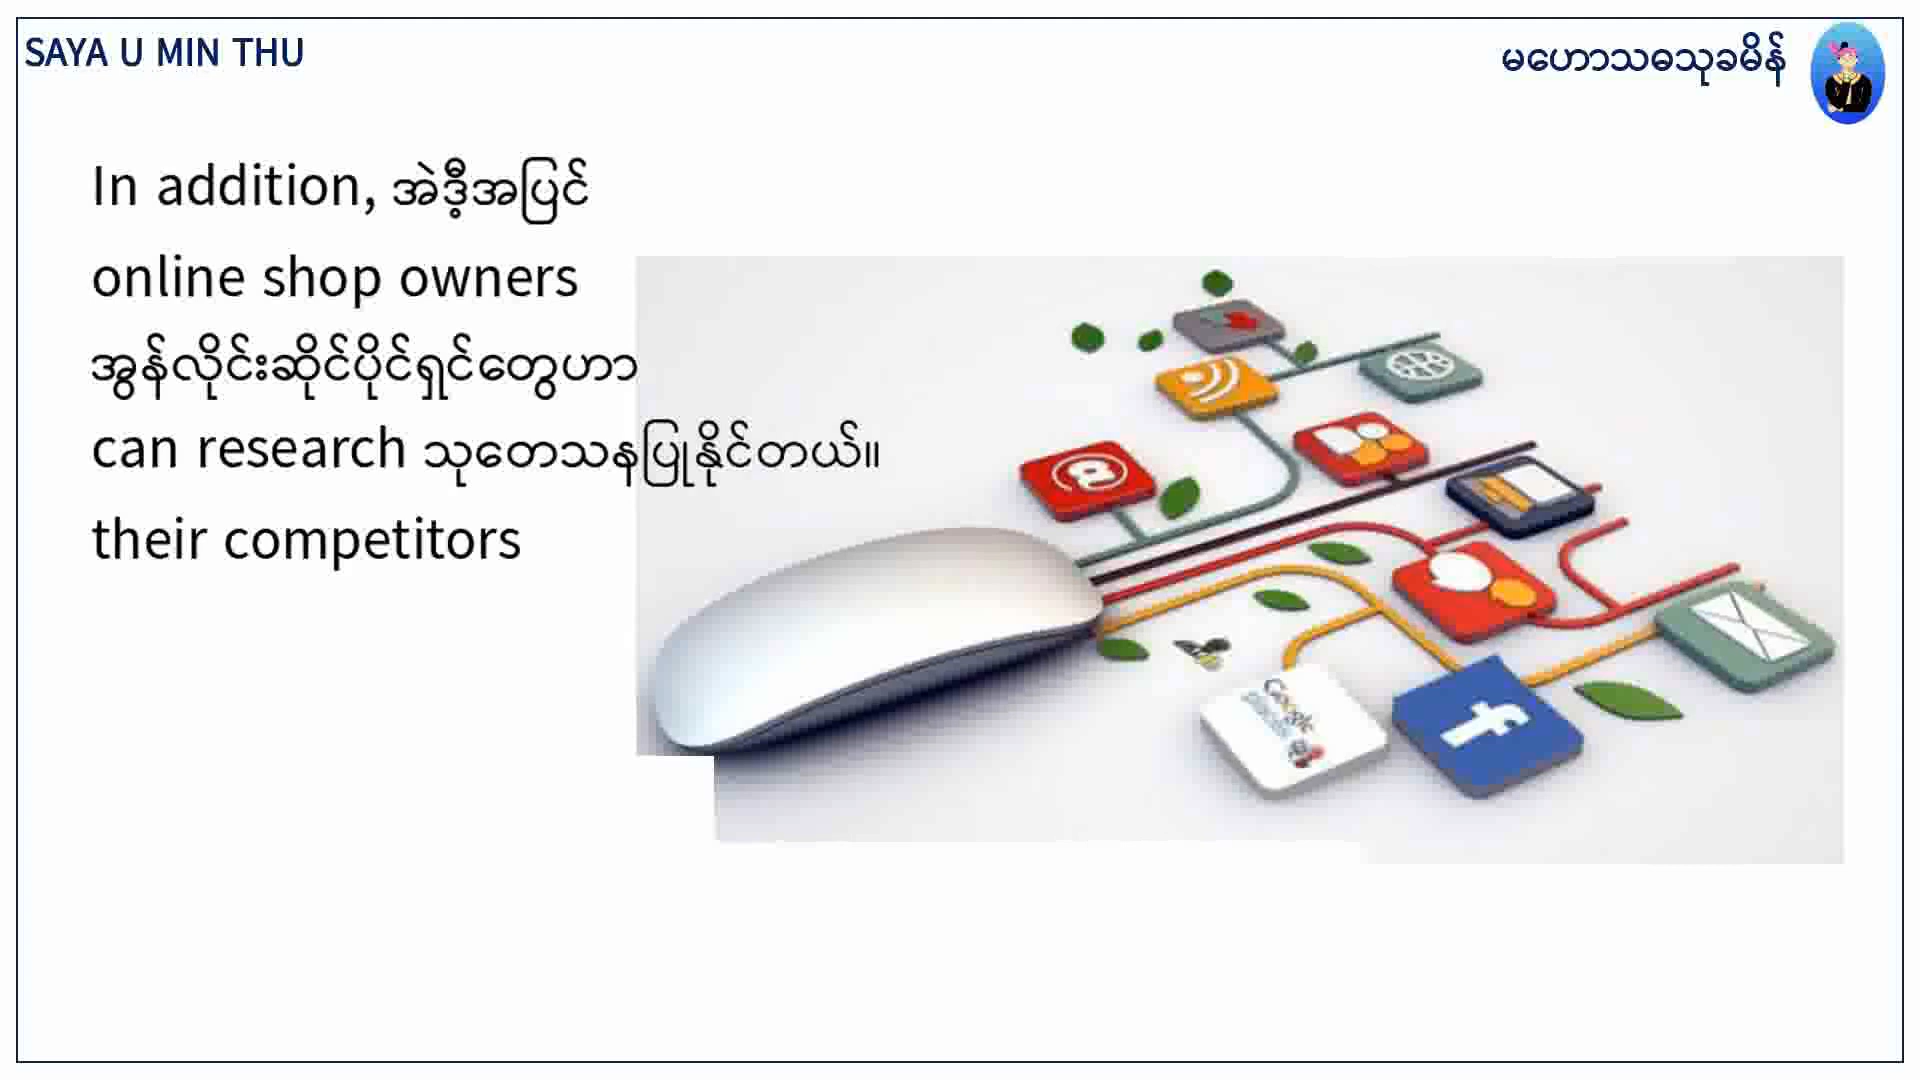 SAYA U MIN THU
မဟောသဓသုခမိန်
In addition, အဲဒီ့အပြင်
online shop owners
အွန်လိုင်းဆိုင်ပိုင်ရှင်တွေဟာ
can research သုတေသနပြုနိုင်တယ်။
their competitors
Google